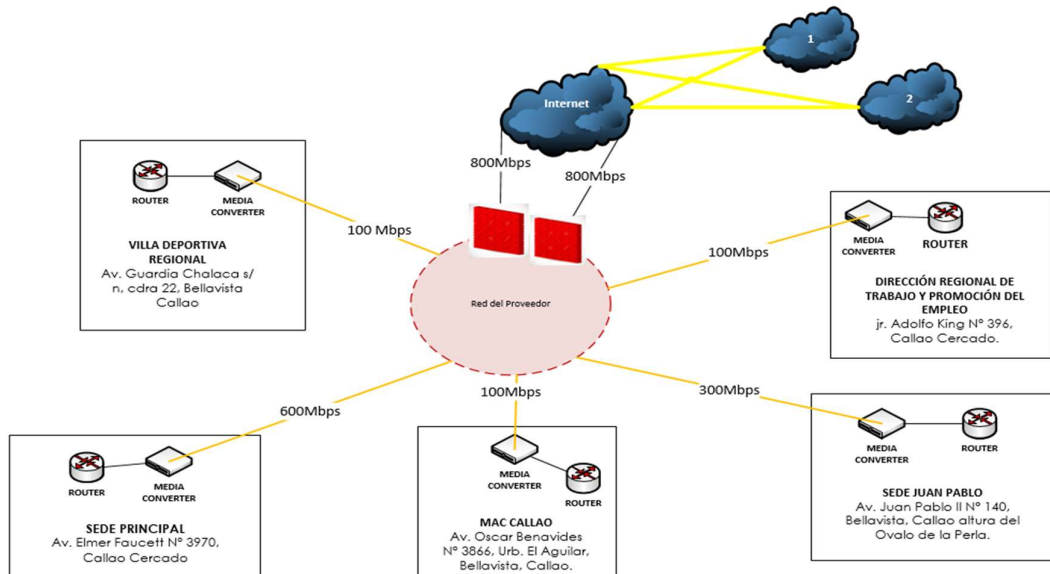 1
Internet
2
800Mbps
800Mbps
ROUTER
MEDIA
CONVERTER
VILLA DEPORTIVA
REGIONAL
Av. Guardia Chalaca s/
n, cdra 22, Bellavista
Callao
100 Mbps
Red del Proveedor
100Mbps
MEDIA
CONVERTER
ROUTER
DIRECCIÓN REGIONAL DE
TRABAJO Y PROMOCIÓN DEL
EMPLEO
jr. Adolfo King N° 396,
Callao Cercado.
600Mbps
100Mbps
300Mbps
ROUTER
MEDIA
CONVERTER
SEDE PRINCIPAL
Av. Elmer Faucett N° 3970,
Callao Cercado
MEDIA
CONVERTER
ROUTER
MAC CALLAO
Av. Oscar Benavides
N° 3866, Urb. El Aguilar,
Bellavista, Callao.
MEDIA
CONVERTER
ROUTER
SEDE JUAN PABLO
Av. Juan Pablo II N° 140,
Bellavista, Callao altura del
Ovalo de la Perla.